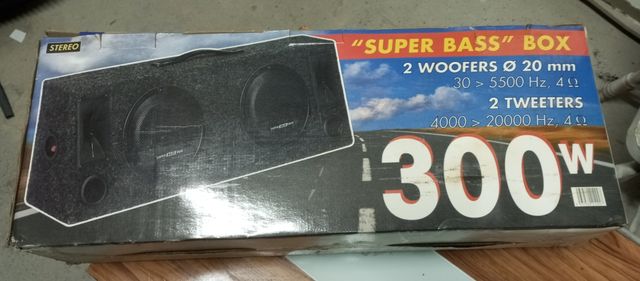 STEREO
"SUPER BASS" BOX
2 WOOFERS Ø 20 mm
30 > 5500 Hz, 4 Ω
2 TWEETERS
4000 > 20000 Hz, 4 Ω
300W